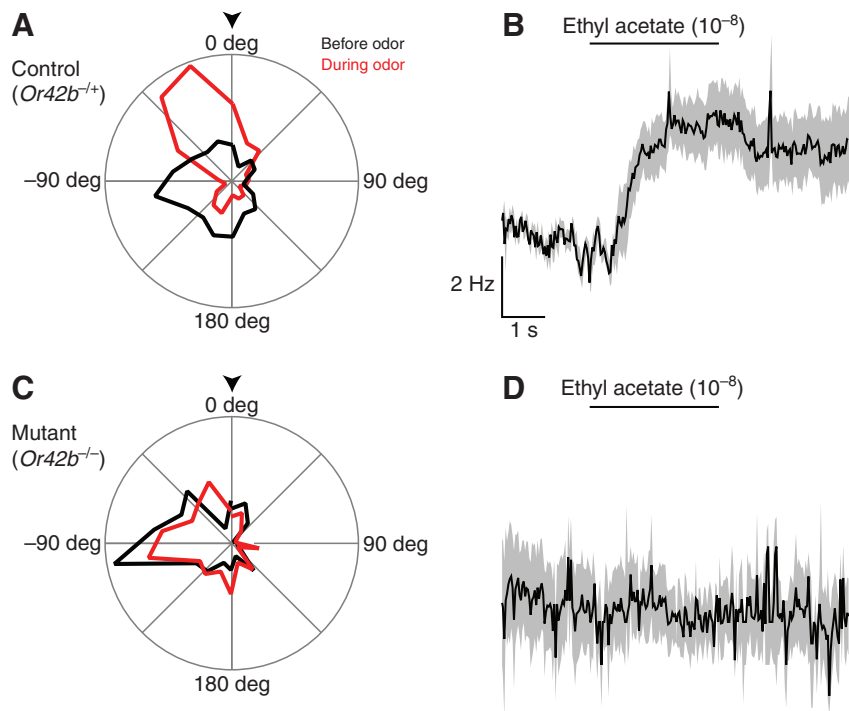 A
0 deg
Before odor
During odor
Control
(Or42b⁻/⁺)
–90 deg
90 deg
180 deg
B
Ethyl acetate (10⁻⁸)
2 Hz
1 s
C
0 deg
Mutant
(Or42b⁻/⁻)
–90 deg
90 deg
180 deg
D
Ethyl acetate (10⁻⁸)